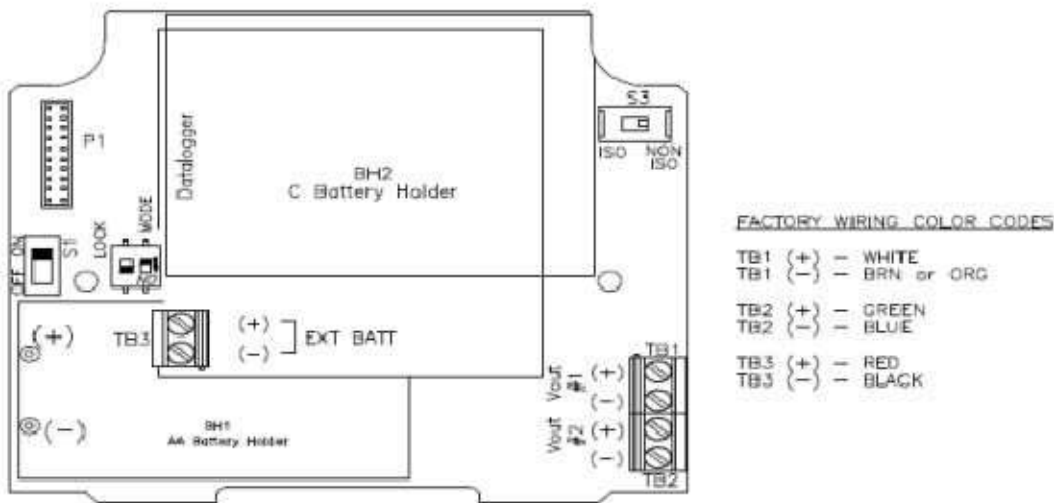 P1
Datalogger
BH2
C Battery Holder
S3
ISO
NON
ISO
OFF ON
S1
LOCK
MODE
S2
(+)
(-)
TB3
(+)
(-)
EXT BATT
BH1
AA Battery Holder
Vout
#1
(+)
(-)
Vout
#2
(+)
(-)
TB1
TB2
FACTORY WIRING COLOR CODES
TB1 (+) - WHITE
TB1 (-) - BRN or ORG
TB2 (+) - GREEN
TB2 (-) - BLUE
TB3 (+) - RED
TB3 (-) - BLACK